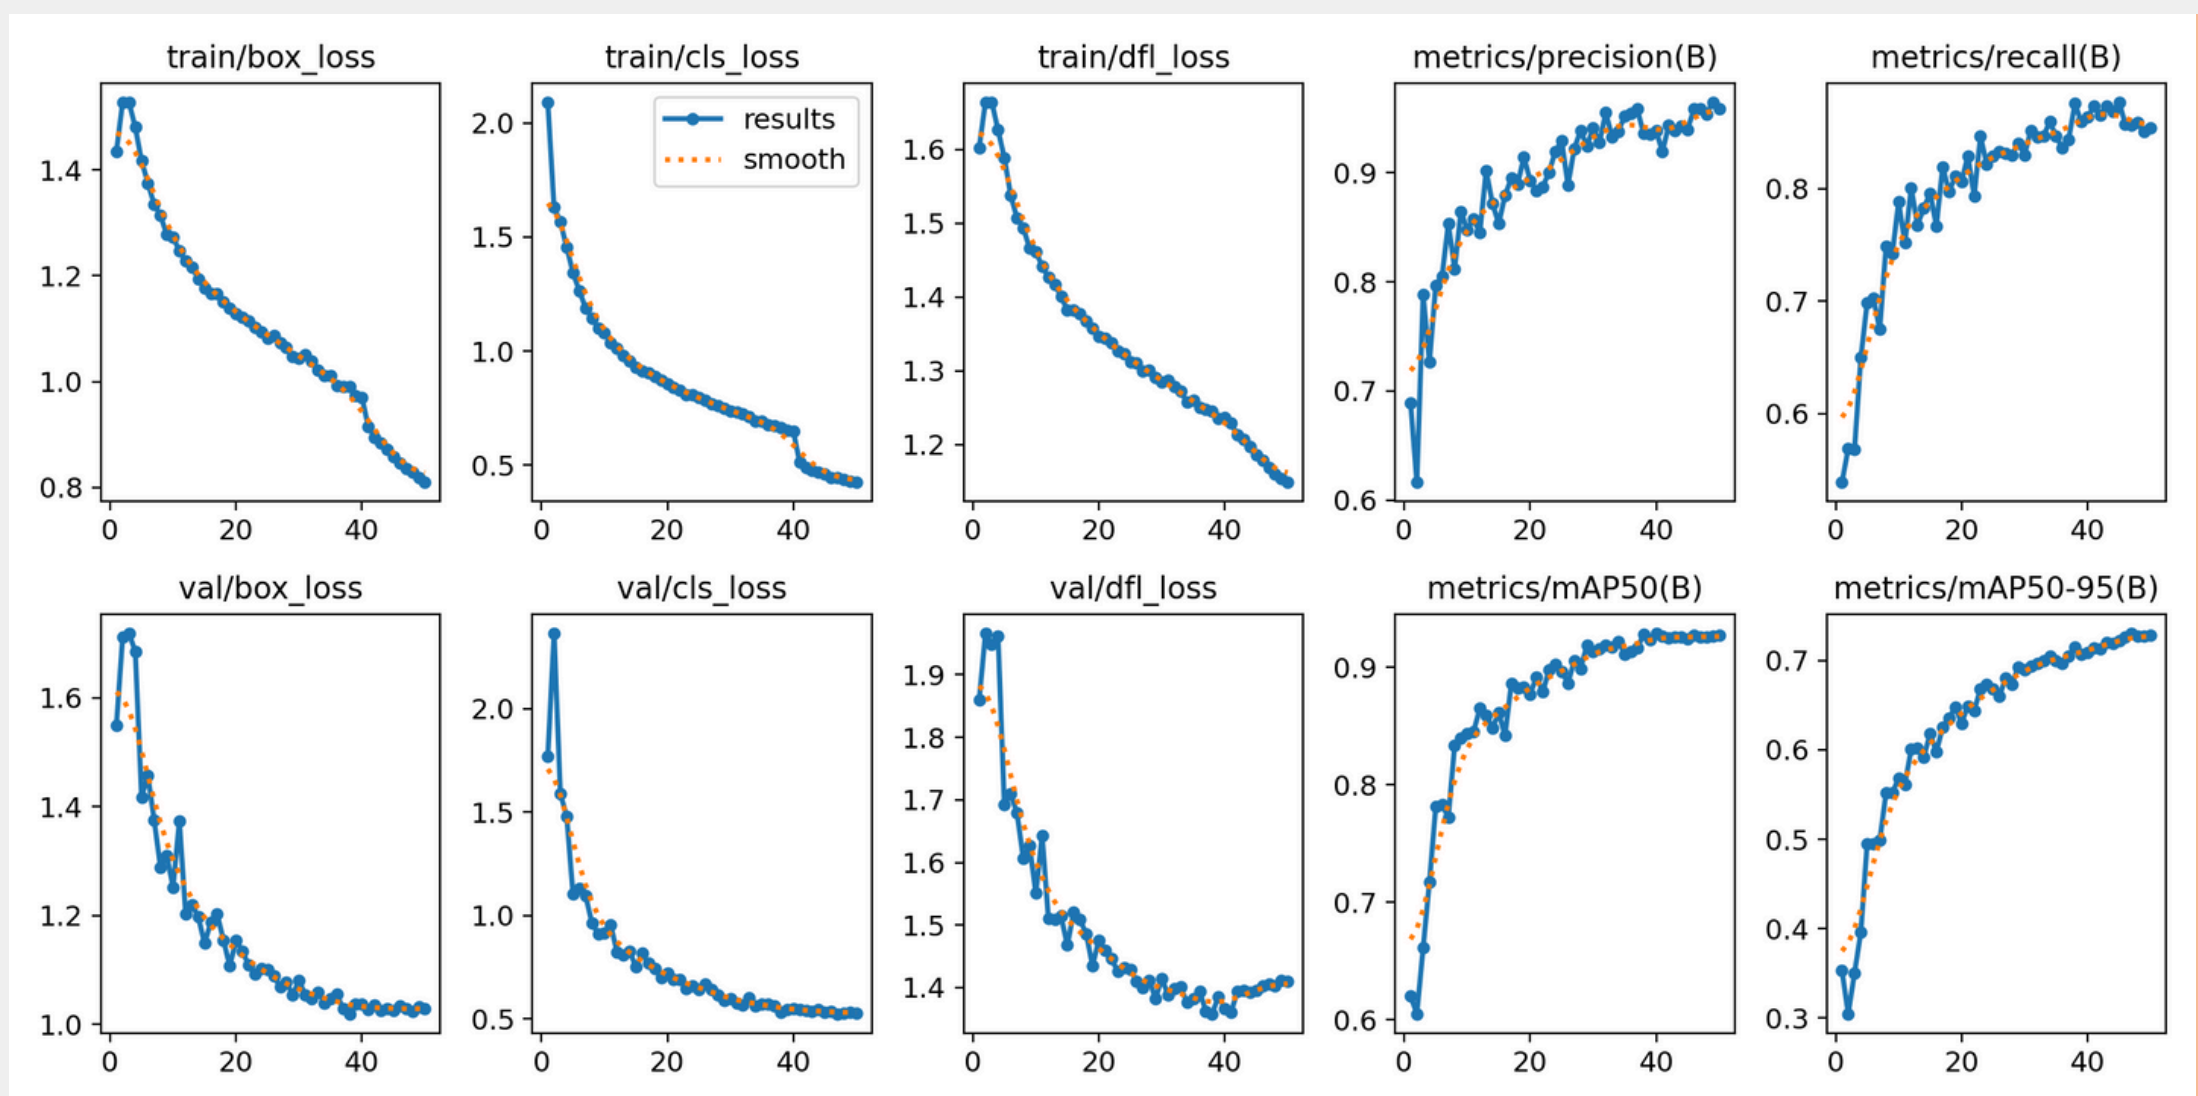 train/box_loss
train/cls_loss
train/dfl_loss
metrics/precision(B)
metrics/recall(B)
results
smooth
1.4
1.2
1.0
0.8
0 20 40
2.0
1.5
1.0
0.5
0 20 40
1.6
1.5
1.4
1.3
1.2
0 20 40
0.9
0.8
0.7
0.6
0 20 40
0.8
0.7
0.6
0 20 40
val/box_loss
val/cls_loss
val/dfl_loss
metrics/mAP50(B)
metrics/mAP50-95(B)
1.6
1.4
1.2
1.0
0 20 40
2.0
1.5
1.0
0.5
0 20 40
1.9
1.8
1.7
1.6
1.5
1.4
0 20 40
0.9
0.8
0.7
0.6
0 20 40
0.7
0.6
0.5
0.4
0.3
0 20 40